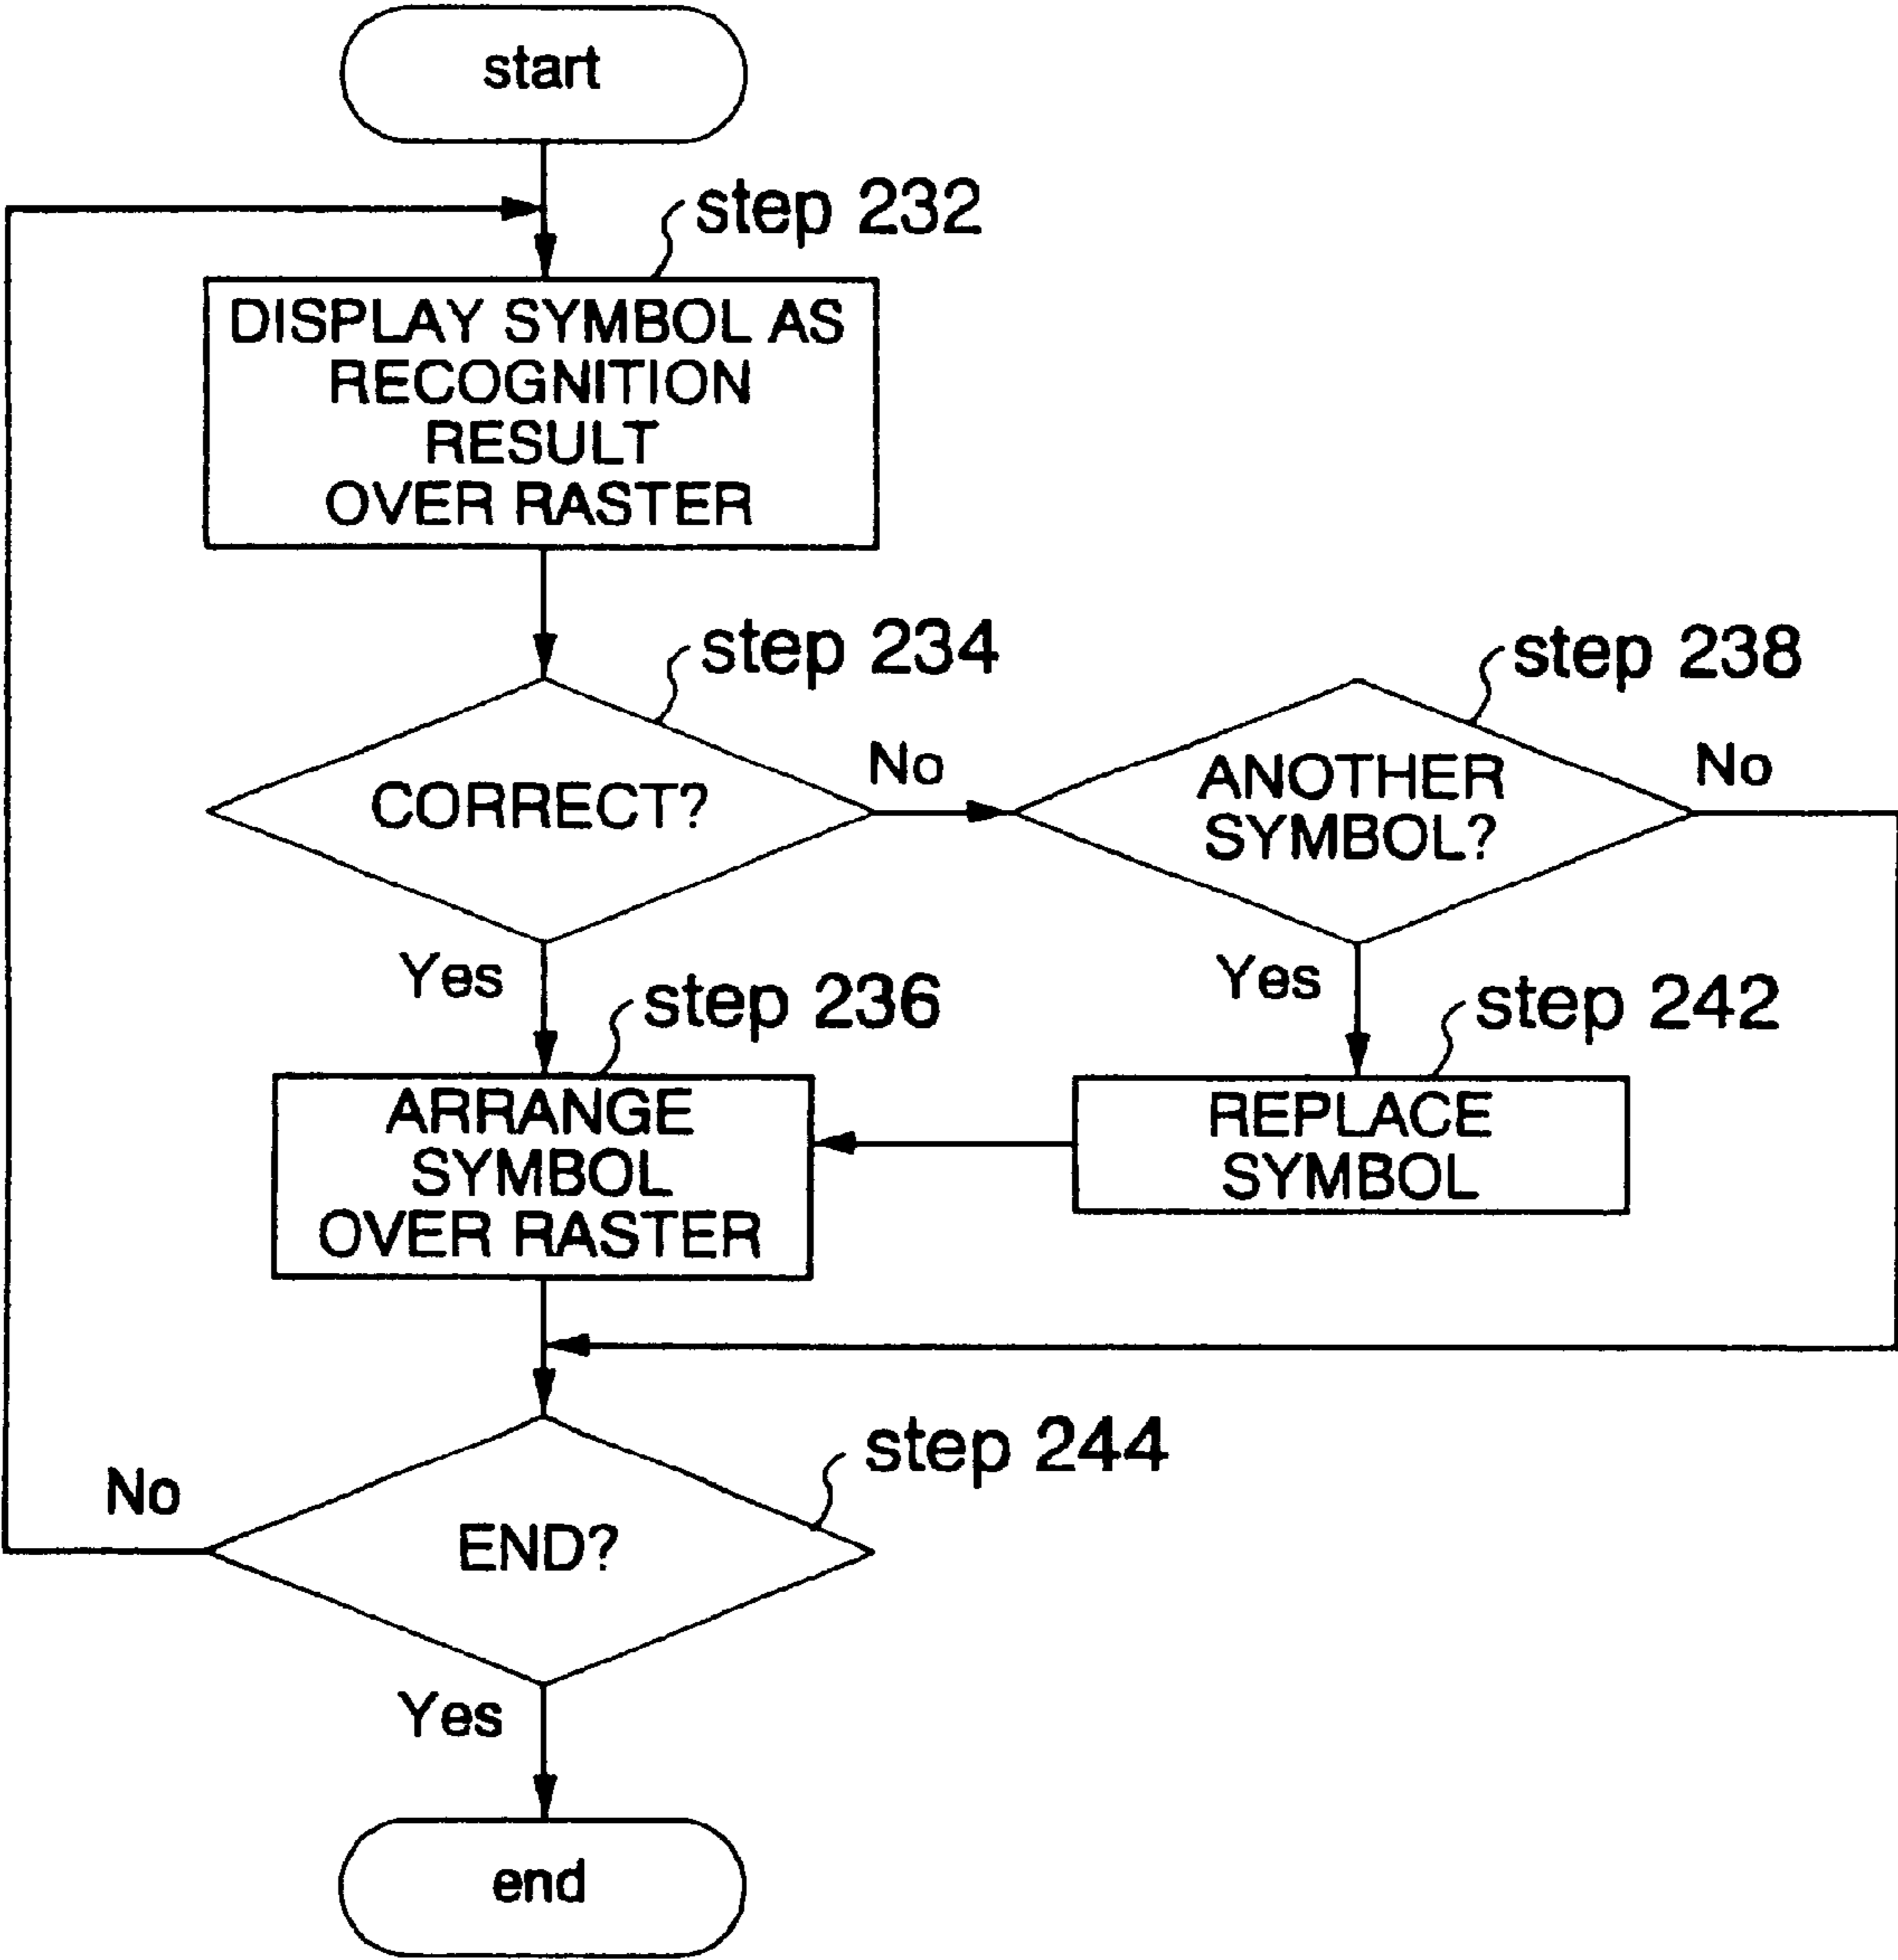 start
step 232
DISPLAY SYMBOL AS
RECOGNITION
RESULT
OVER RASTER
step 234
step 238
CORRECT?
No
ANOTHER
SYMBOL?
No
Yes
Yes
step 236
step 242
ARRANGE
SYMBOL
OVER RASTER
REPLACE
SYMBOL
step 244
No
END?
Yes
end